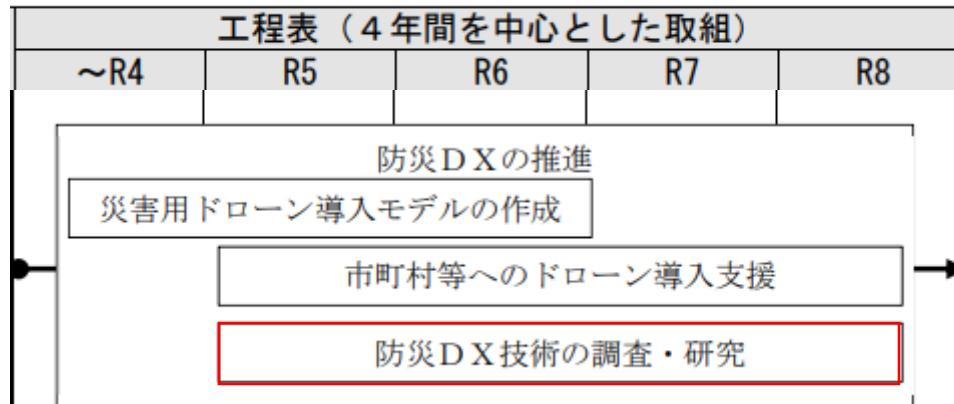 工程表（４年間を中心とした取組）
～R4 R5 R6 R7 R8
防災ＤＸの推進
災害用ドローン導入モデルの作成
市町村等へのドローン導入支援
防災ＤＸ技術の調査・研究